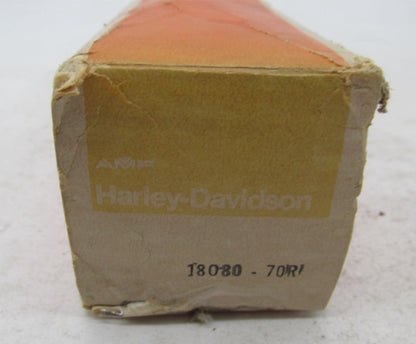 AMF
Harley-Davidson
18080 - 70R